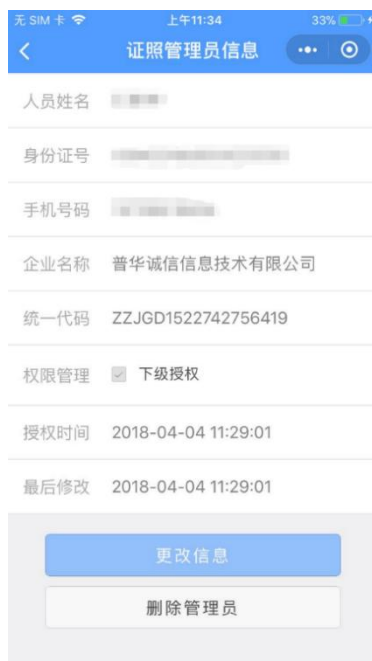 无 SIM 卡 上午11:34 33%
证照管理员信息
人员姓名
身份证号
手机号码
企业名称 普华诚信信息技术有限公司
统一代码 ZZJGD1522742756419
权限管理 下级授权
授权时间 2018-04-04 11:29:01
最后修改 2018-04-04 11:29:01
更改信息
删除管理员